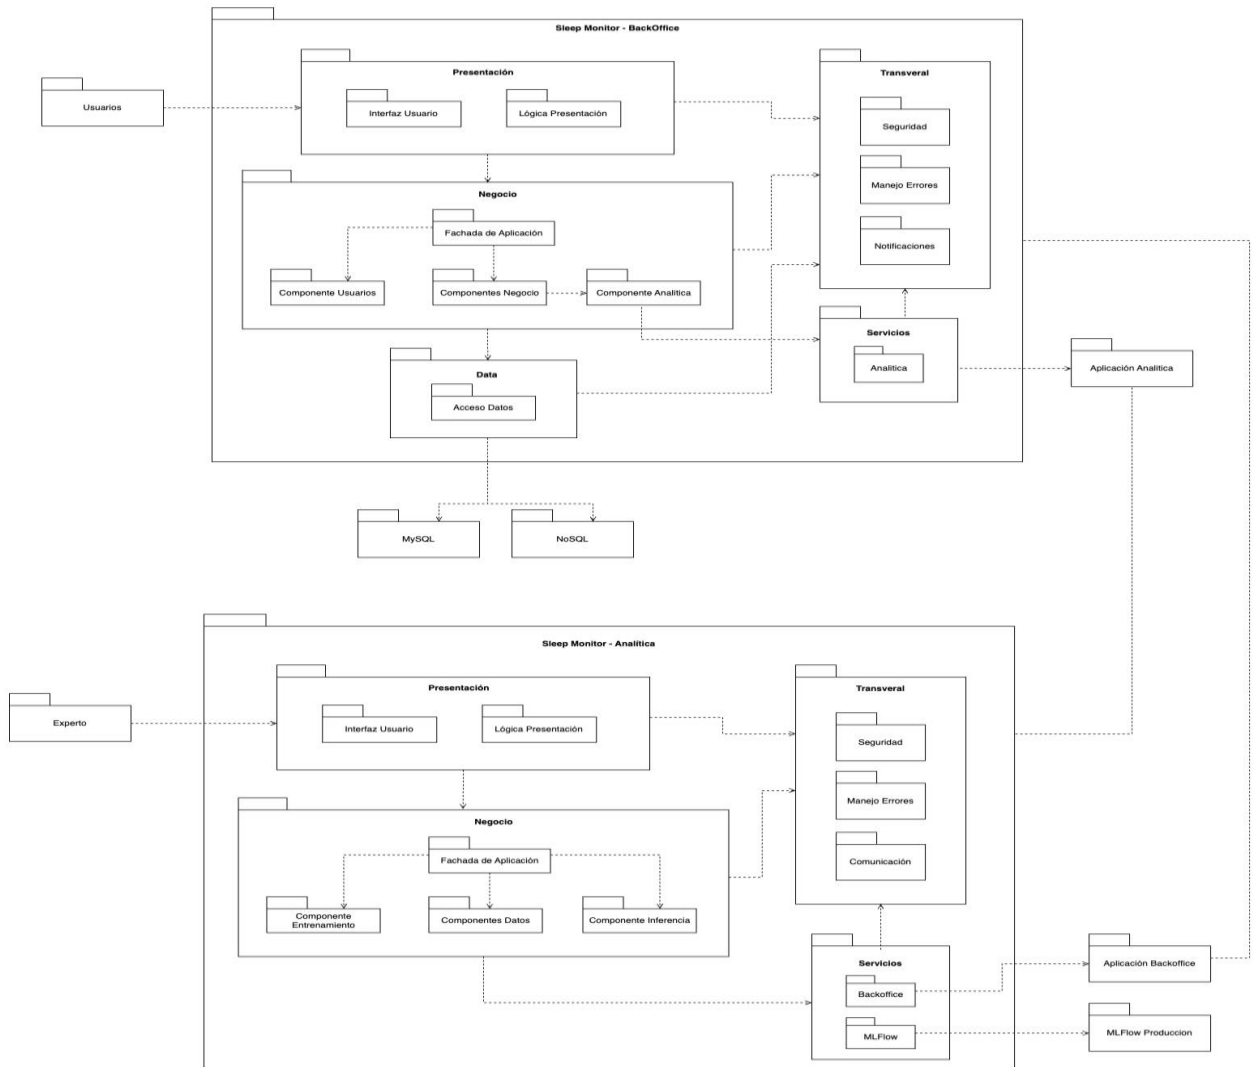 Sleep Monitor - BackOffice
Usuarios
Presentación
Interfaz Usuario
Lógica Presentación
Transveral
Seguridad
Manejo Errores
Notificaciones
Negocio
Fachada de Aplicación
Componente Usuarios
Componentes Negocio
Componente Analitica
Servicios
Analitica
Aplicación Analítica
Data
Acceso Datos
MySQL
NoSQL
Sleep Monitor - Analítica
Experto
Presentación
Interfaz Usuario
Lógica Presentación
Transveral
Seguridad
Manejo Errores
Comunicación
Negocio
Fachada de Aplicación
Componente
Entrenamiento
Componentes Datos
Componente Inferencia
Servicios
Backoffice
MLFlow
Aplicación Backoffice
MLFlow Produccion